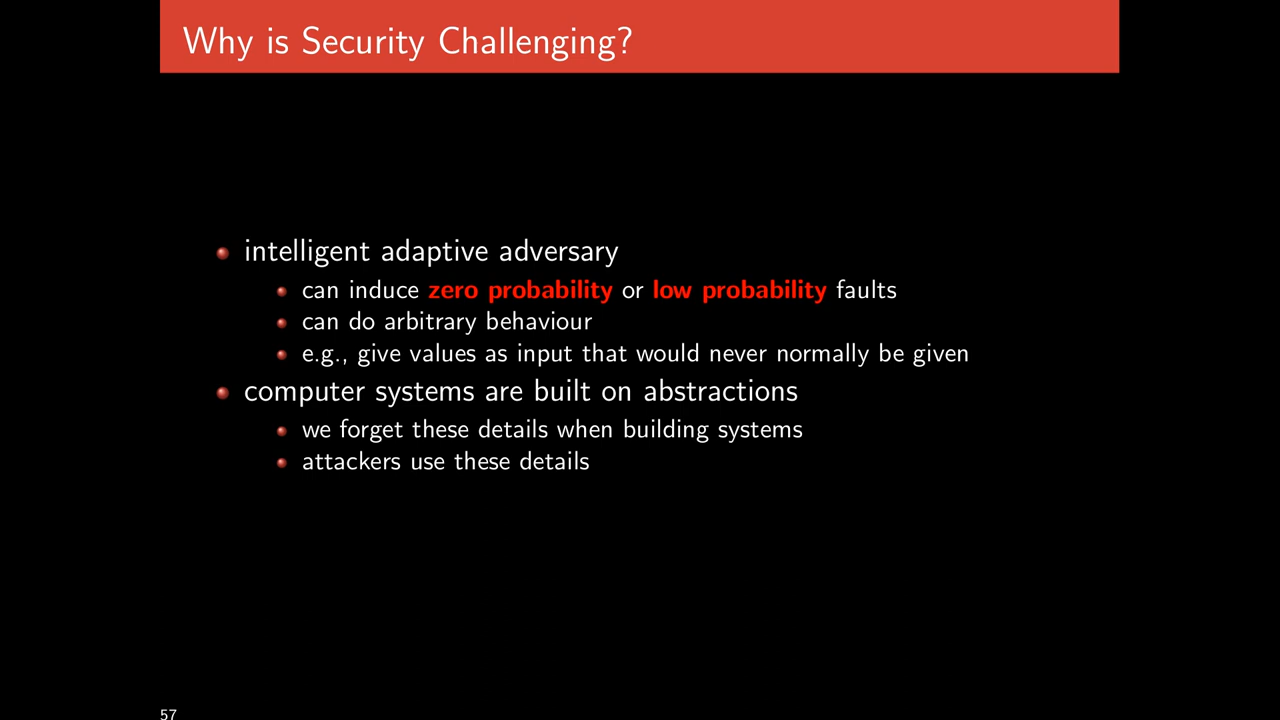 Why is Security Challenging?
intelligent adaptive adversary
can induce zero probability or low probability faults
can do arbitrary behaviour
e.g., give values as input that would never normally be given
computer systems are built on abstractions
we forget these details when building systems
attackers use these details
57